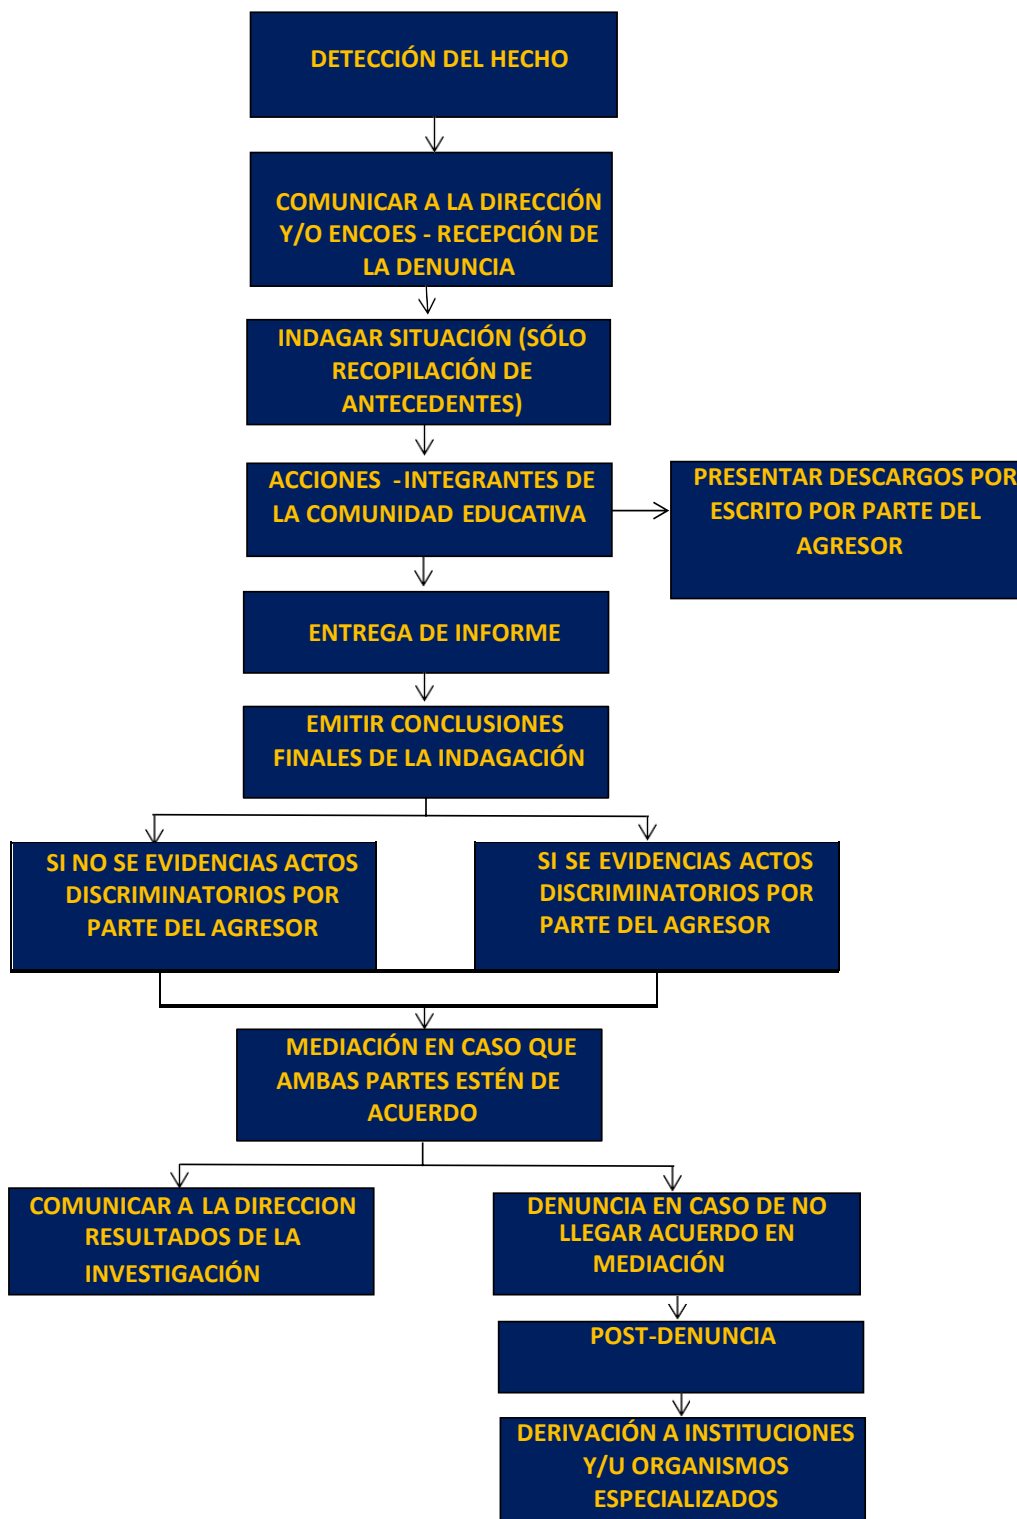 DETECCIÓN DEL HECHO
COMUNICAR A LA DIRECCIÓN
Y/O ENCOES - RECEPCIÓN DE
LA DENUNCIA
INDAGAR SITUACIÓN (SÓLO
RECOPILACIÓN DE
ANTECEDENTES)
ACCIONES - INTEGRANTES DE
LA COMUNIDAD EDUCATIVA
PRESENTAR DESCARGOS POR
ESCRITO POR PARTE DEL
AGRESOR
ENTREGA DE INFORME
EMITIR CONCLUSIONES
FINALES DE LA INDAGACIÓN
SI NO SE EVIDENCIAS ACTOS
DISCRIMINATORIOS POR
PARTE DEL AGRESOR
SI SE EVIDENCIAS ACTOS
DISCRIMINATORIOS POR
PARTE DEL AGRESOR
MEDIACIÓN EN CASO QUE
AMBAS PARTES ESTÉN DE
ACUERDO
COMUNICAR A LA DIRECCION
RESULTADOS DE LA
INVESTIGACIÓN
DENUNCIA EN CASO DE NO
LLEGAR ACUERDO EN
MEDIACIÓN
POST-DENUNCIA
DERIVACIÓN A INSTITUCIONES
Y/U ORGANISMOS
ESPECIALIZADOS